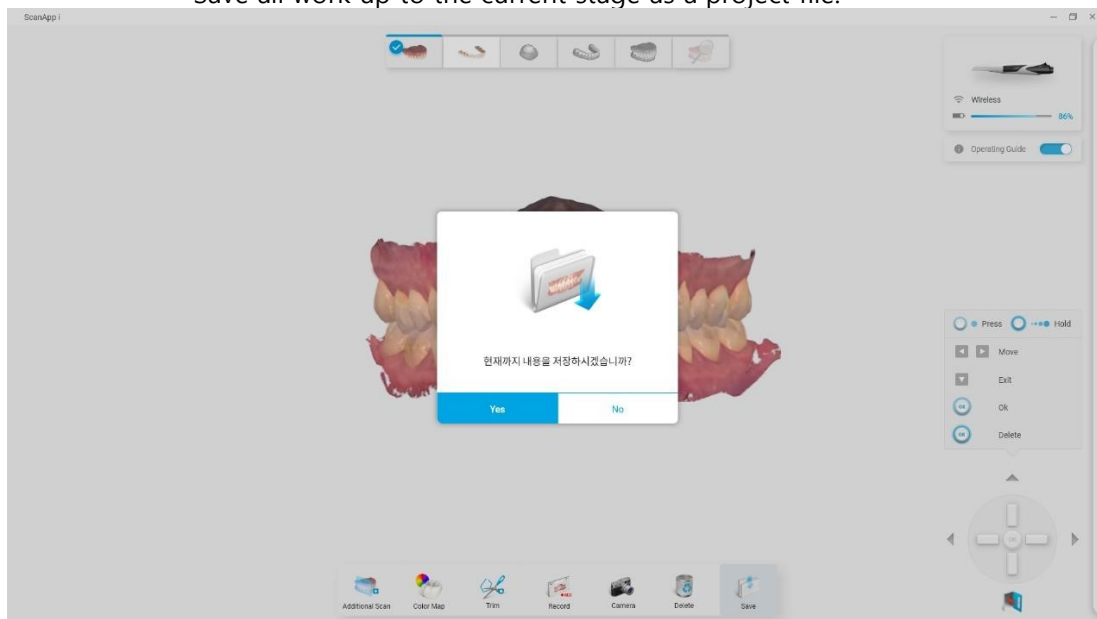 Save all work up to the current stage as a project file.
ScanApp i
Wireless
86%
Operating Guide
현재까지 내용을 저장하시겠습니까?
Yes No
Press Hold
Move
Exit
Ok
Delete
Additional Scan Color Map Trim Record Camera Delete Save